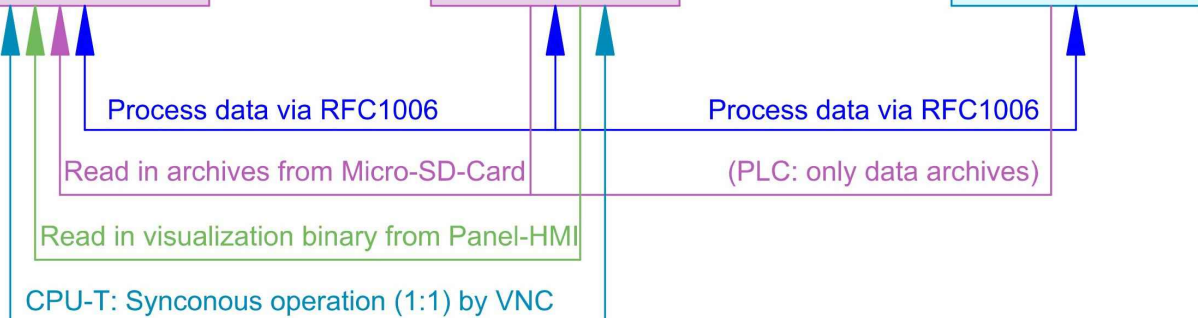 Process data via RFC1006 Process data via RFC1006
Read in archives from Micro-SD-Card (PLC: only data archives)
Read in visualization binary from Panel-HMI
CPU-T: Synconous operation (1:1) by VNC